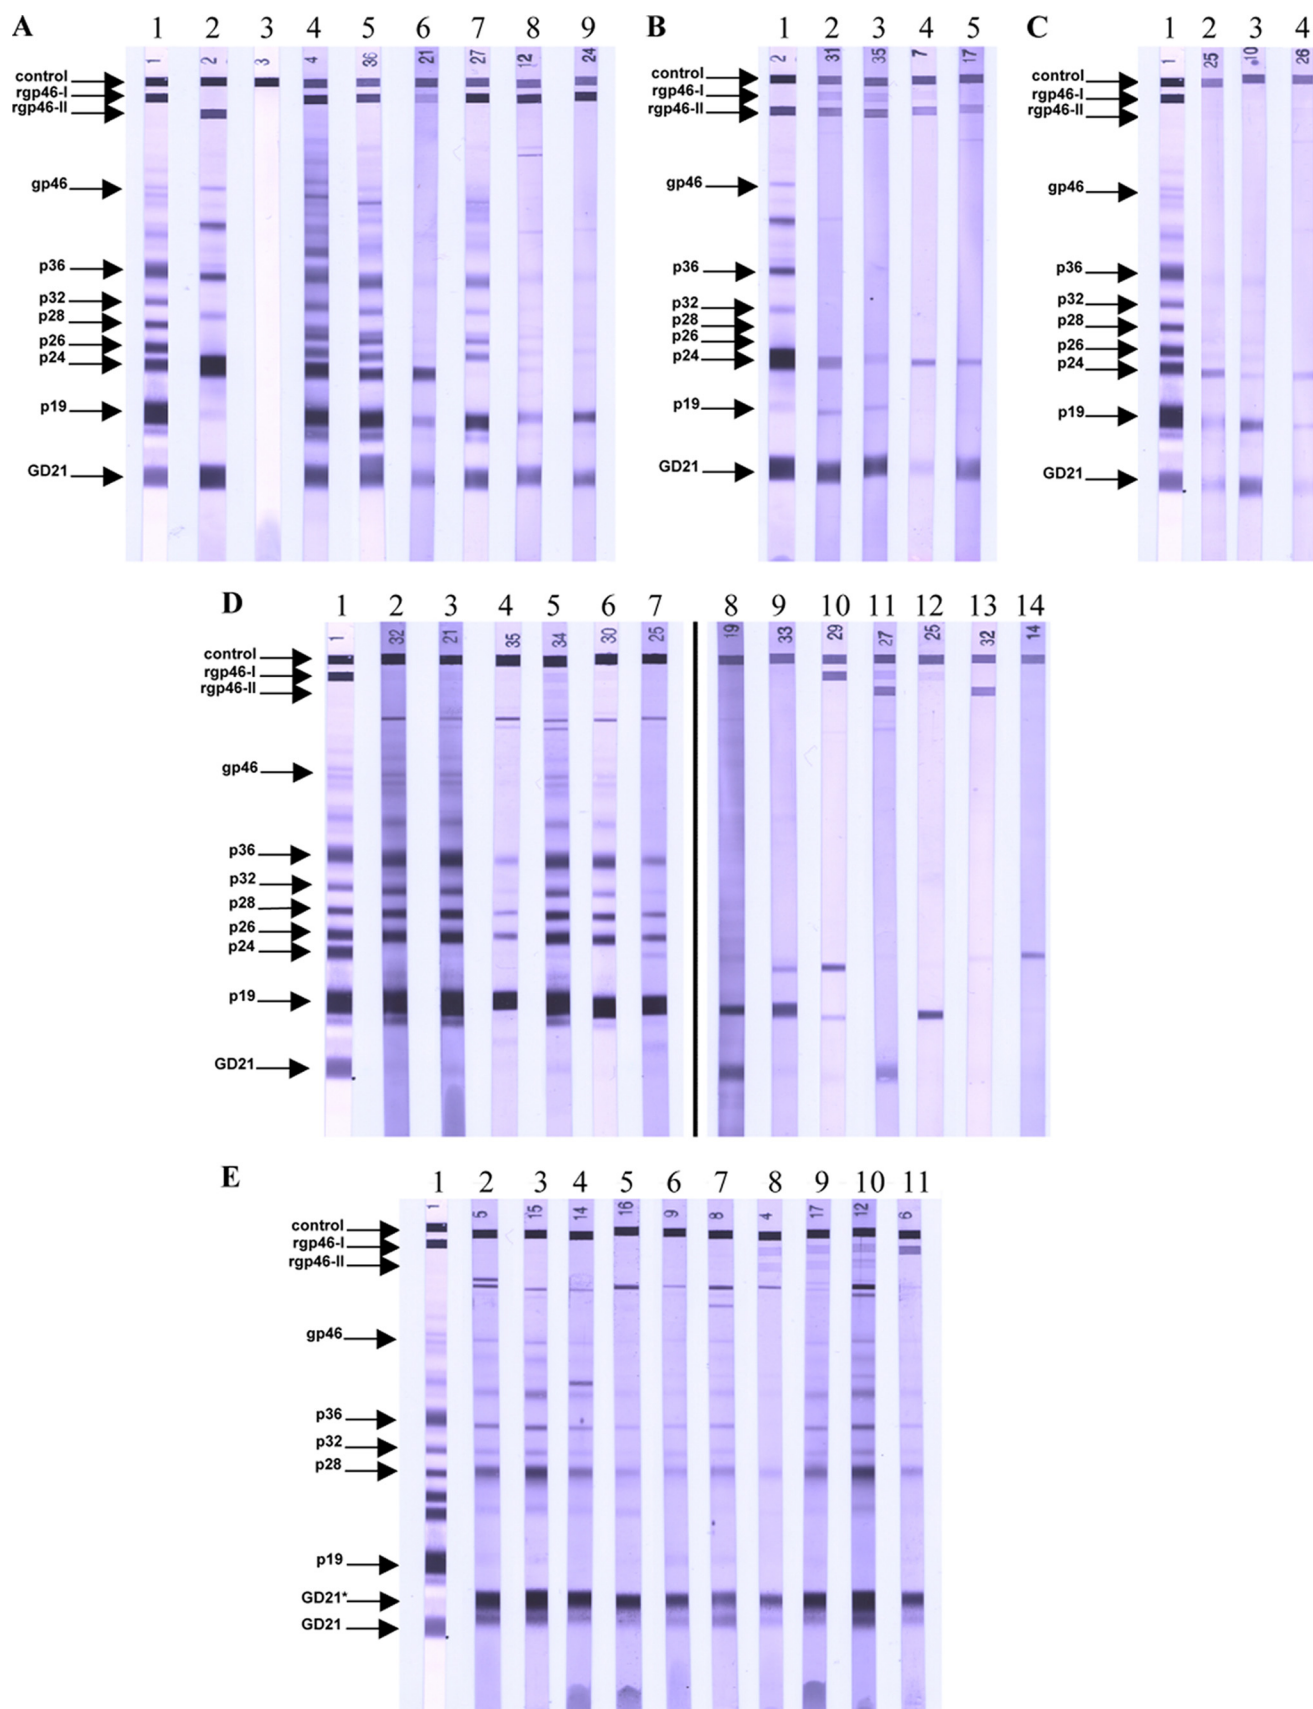 A 1 2 3 4 5 6 7 8 9
1 2 3 4 36 21 27 12 24
control
rgp46-I
rgp46-II
gp46
p36
p32
p28
p26
p24
p19
GD21
B 1 2 3 4 5
2 31 35 7 17
control
rgp46-I
rgp46-II
gp46
p36
p32
p28
p26
p24
p19
GD21
C 1 2 3 4
1 25 10 26
control
rgp46-I
rgp46-II
gp46
p36
p32
p28
p26
p24
p19
GD21
D 1 2 3 4 5 6 7 8 9 10 11 12 13 14
1 32 21 35 34 30 25 19 33 29 27 25 32 14
control
rgp46-I
rgp46-II
gp46
p36
p32
p28
p26
p24
p19
GD21
E 1 2 3 4 5 6 7 8 9 10 11
1 5 15 14 16 9 8 4 17 12 6
control
rgp46-I
rgp46-II
gp46
p36
p32
p28
p19
GD21*
GD21